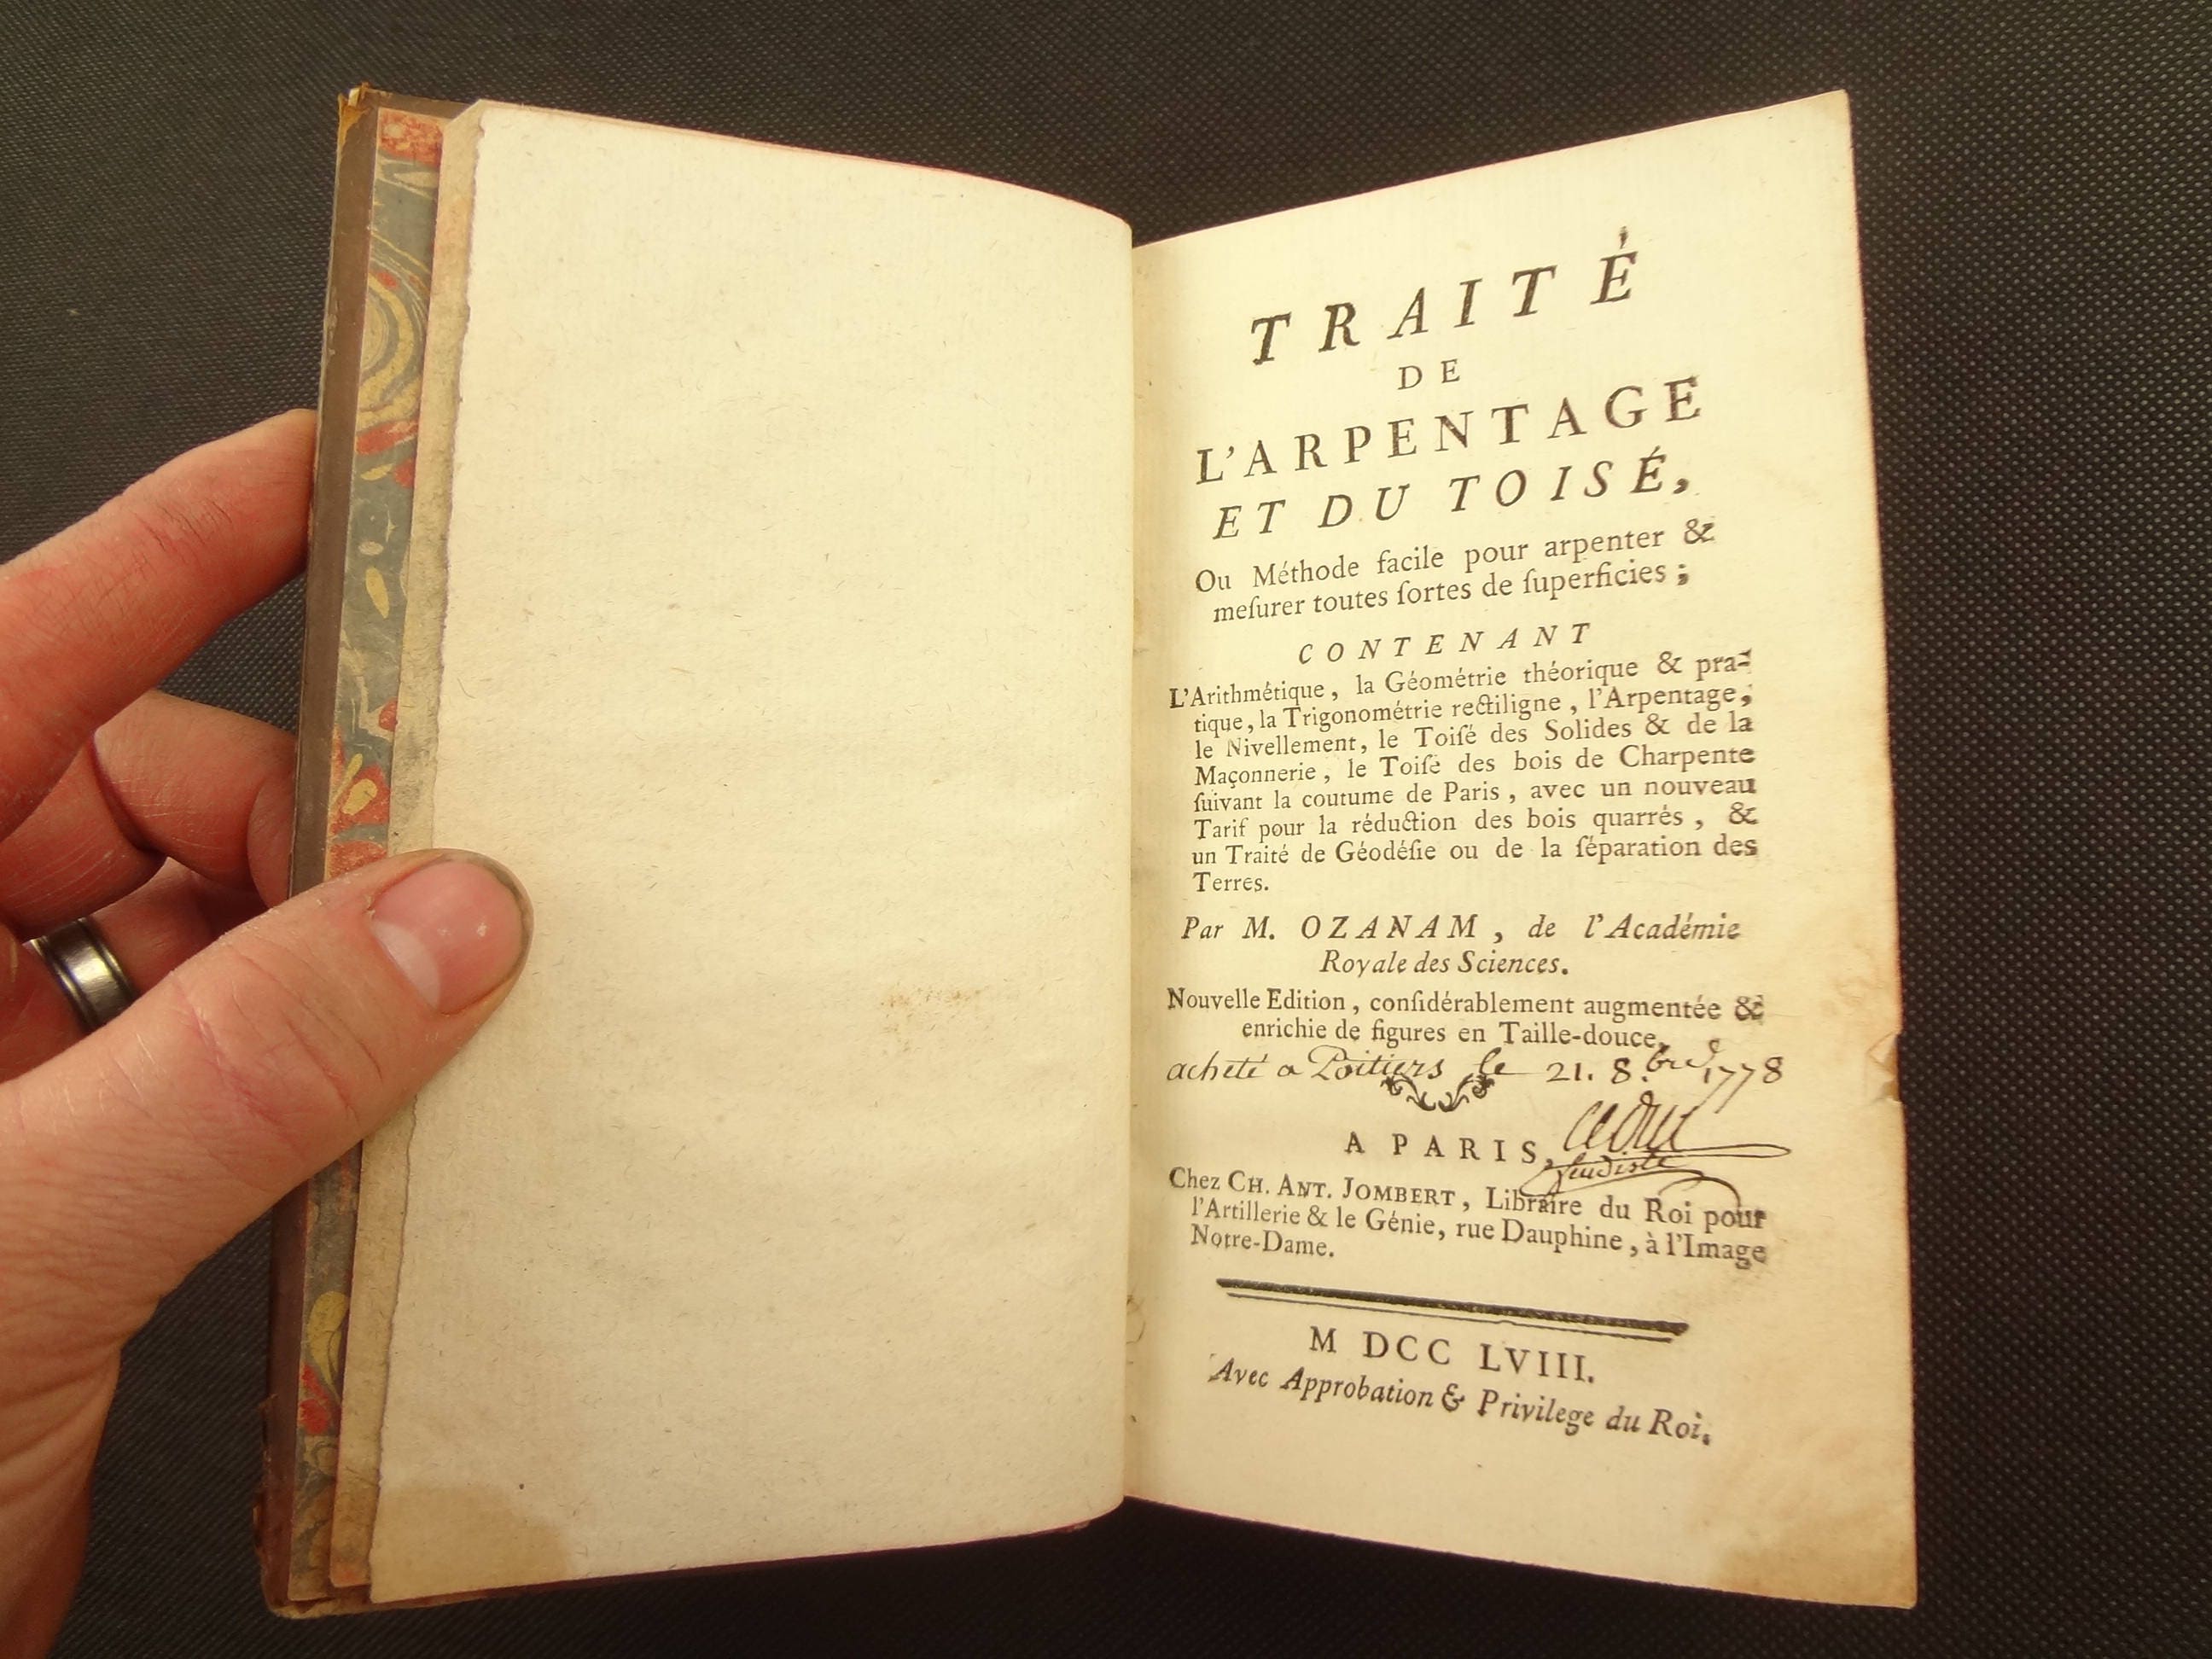 TRAITÉ
DE
L'ARPENTAGE
ET DU TOISÉ,
Ou Méthode facile pour arpenter &
meſurer toutes ſortes de ſuperficies ;
CONTENANT
L'Arithmétique, la Géométrie théorique & pra-
tique, la Trigonométrie rectiligne, l'Arpentage,
le Nivellement, le Toiſé des Solides & de la
Maçonnerie, le Toiſé des bois de Charpente
ſuivant la coutume de Paris, avec un nouveau
Tarif pour la réduction des bois quarrés, &
un Traité de Géodéſie ou de la ſéparation des
Terres.
Par M. OZANAM, de l'Académie
Royale des Sciences.
Nouvelle Edition, conſidérablement augmentée &
enrichie de figures en Taille-douce.
acheté a Poitiers le 21. 8.bre 1778
A PARIS,
feudiste
Chez CH. ANT. JOMBERT, Libraire du Roi pour
l'Artillerie & le Génie, rue Dauphine, à l'Image
Notre-Dame.
M DCC LVIII.
Avec Approbation & Privilege du Roi.